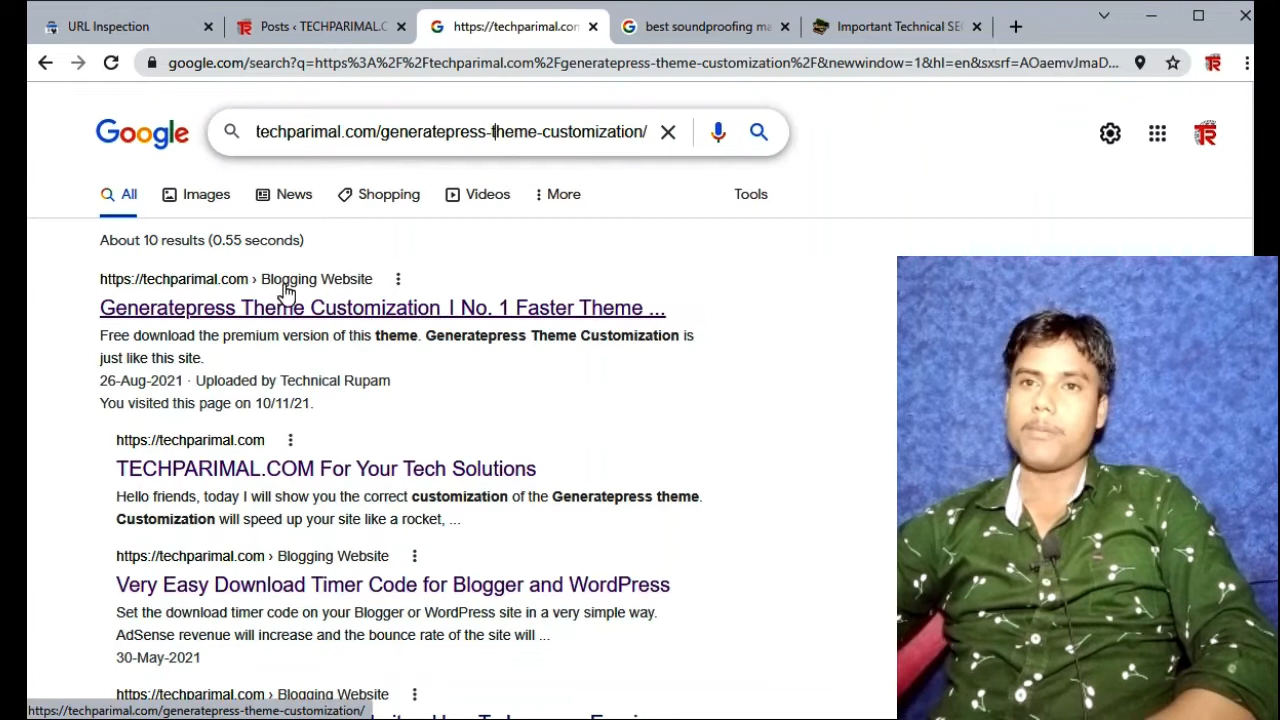 URL Inspection
Posts ‹ TECHPARIMAL.C
https://techparimal.con
best soundproofing ma
Important Technical SE
google.com/search?q=https%3A%2F%2Ftechparimal.com%2Fgeneratepress-theme-customization%2F&newwindow=1&hl=en&sxsrf=AOaemvJmaD...
Google
techparimal.com/generatepress-theme-customization/
All
Images
News
Shopping
Videos
More
Tools
About 10 results (0.55 seconds)
https://techparimal.com › Blogging Website
Generatepress Theme Customization I No. 1 Faster Theme ...
Free download the premium version of this theme. Generatepress Theme Customization is
just like this site.
26-Aug-2021 · Uploaded by Technical Rupam
You visited this page on 10/11/21.
https://techparimal.com
TECHPARIMAL.COM For Your Tech Solutions
Hello friends, today I will show you the correct customization of the Generatepress theme.
Customization will speed up your site like a rocket, ...
https://techparimal.com › Blogging Website
Very Easy Download Timer Code for Blogger and WordPress
Set the download timer code on your Blogger or WordPress site in a very simple way.
AdSense revenue will increase and the bounce rate of the site will ...
30-May-2021
https://techparimal.com › Blogging Website
https://techparimal.com/generatepress-theme-customization/